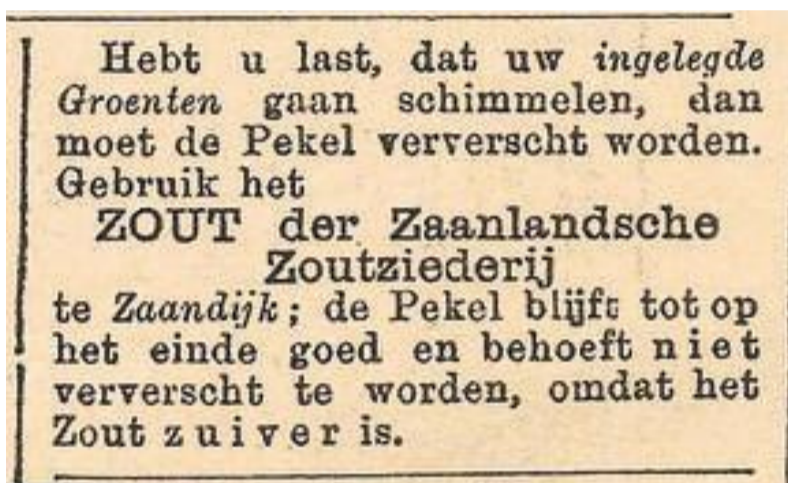 Hebt u last, dat uw ingelegde
Groenten gaan schimmelen, dan
moet de Pekel ververscht worden.
Gebruik het
ZOUT der Zaanlandsche
Zoutziederij
te Zaandijk; de Pekel blijft tot op
het einde goed en behoeft niet
ververscht te worden, omdat het
Zout zuiver is.